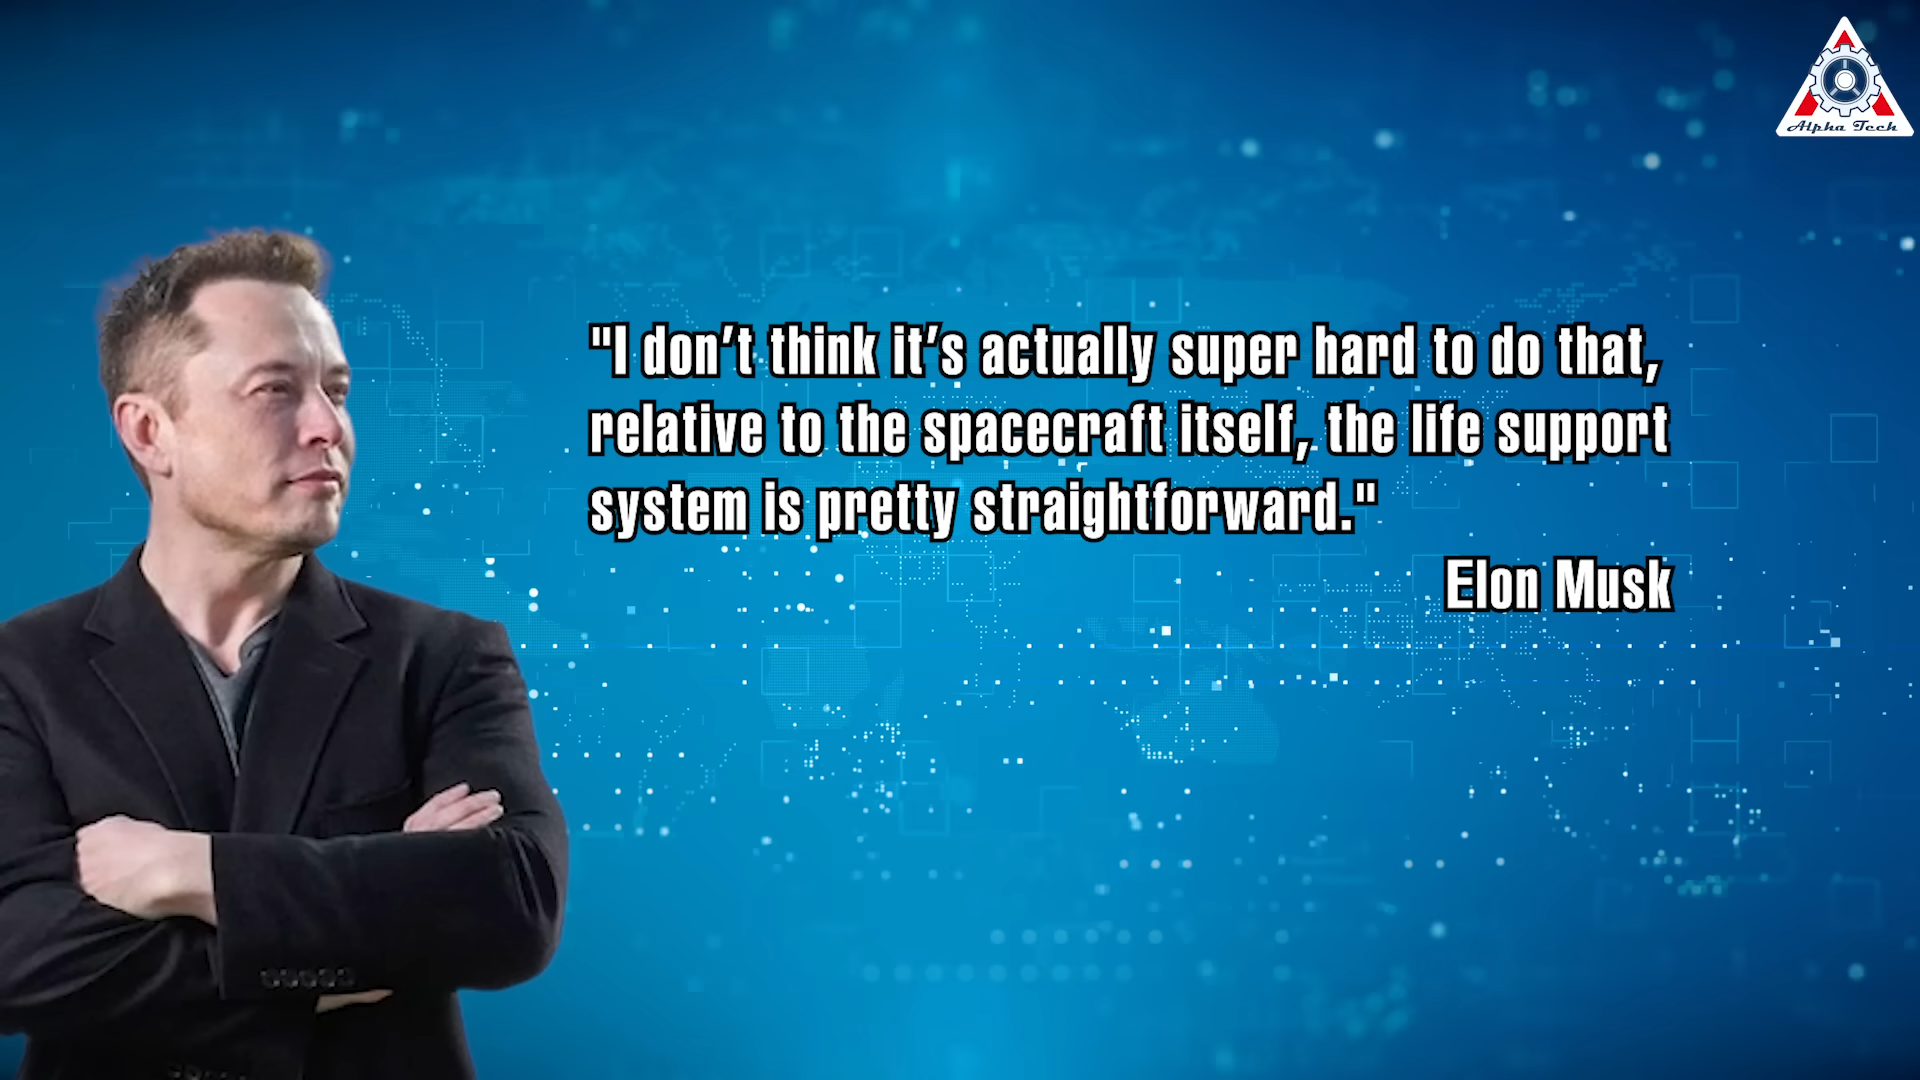 Alpha Tech
"I don’t think it’s actually super hard to do that,
relative to the spacecraft itself, the life support
system is pretty straightforward."
Elon Musk